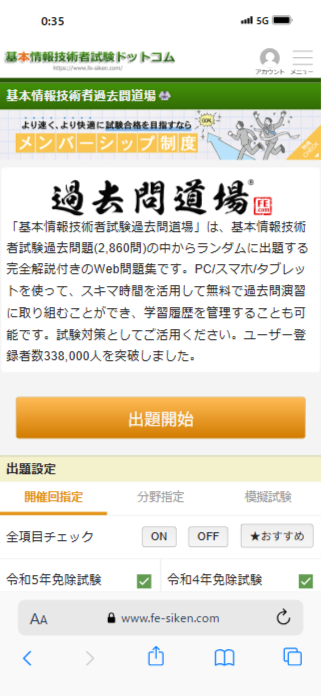 0:35
5G
基本情報技術者試験ドットコム
https://www.fe-siken.com/
アカウント
メニュー
基本情報技術者過去問道場
より速く、より快適に試験合格を目指すなら
メンバーシップ制度
GOAL
過去問道場®
FE.com
「基本情報技術者試験過去問道場」は、基本情報技術
者試験過去問題(2,860問)の中からランダムに出題する
完全解説付きのWeb問題集です。PC/スマホ/タブレッ
トを使って、スキマ時間を活用して無料で過去問演習
に取り組むことができ、学習履歴を管理することも可
能です。試験対策としてご活用ください。ユーザー登
録者数338,000人を突破しました。
出題開始
出題設定
開催回指定 分野指定 模擬試験
全項目チェック ON OFF ★おすすめ
令和5年免除試験 令和4年免除試験
AA www.fe-siken.com